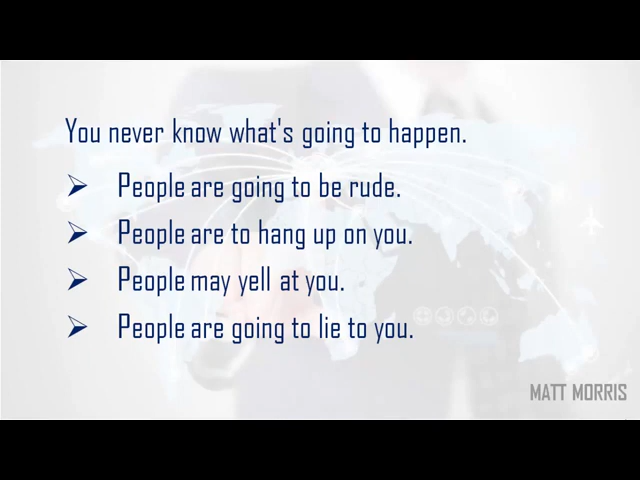 You never know what's going to happen.
People are going to be rude.
People are to hang up on you.
People may yell at you.
People are going to lie to you.
MATT MORRIS